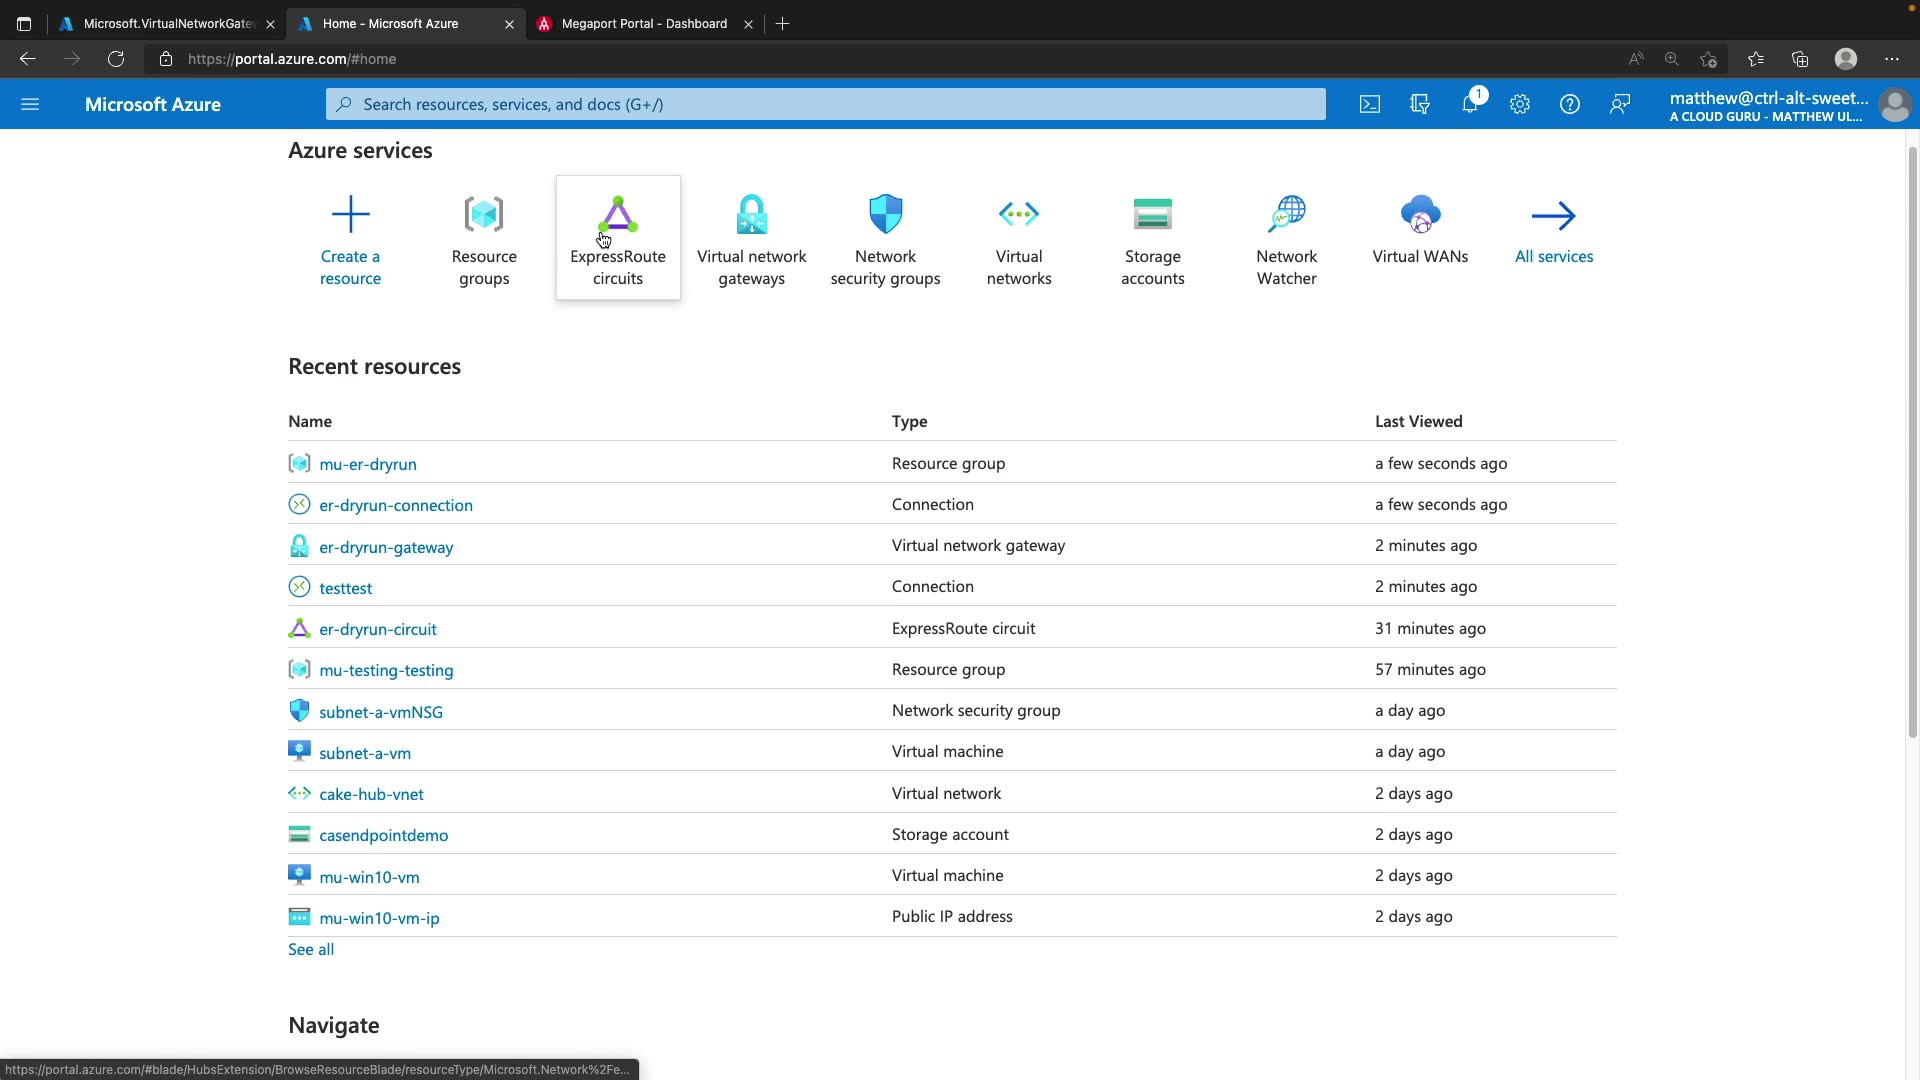 Microsoft.VirtualNetworkGatew
Home - Microsoft Azure
Megaport Portal - Dashboard
https://portal.azure.com/#home
Microsoft Azure
Search resources, services, and docs (G+/)
1
matthew@ctrl-alt-sweet...
A CLOUD GURU - MATTHEW UL...
Azure services
Create a
resource
Resource
groups
ExpressRoute
circuits
Virtual network
gateways
Network
security groups
Virtual
networks
Storage
accounts
Network
Watcher
Virtual WANs
All services
Recent resources
Name Type Last Viewed
mu-er-dryrun Resource group a few seconds ago
er-dryrun-connection Connection a few seconds ago
er-dryrun-gateway Virtual network gateway 2 minutes ago
testtest Connection 2 minutes ago
er-dryrun-circuit ExpressRoute circuit 31 minutes ago
mu-testing-testing Resource group 57 minutes ago
subnet-a-vmNSG Network security group a day ago
subnet-a-vm Virtual machine a day ago
cake-hub-vnet Virtual network 2 days ago
casendpointdemo Storage account 2 days ago
mu-win10-vm Virtual machine 2 days ago
mu-win10-vm-ip Public IP address 2 days ago
See all
Navigate
https://portal.azure.com/#blade/HubsExtension/BrowseResourceBlade/resourceType/Microsoft.Network%2Fe...